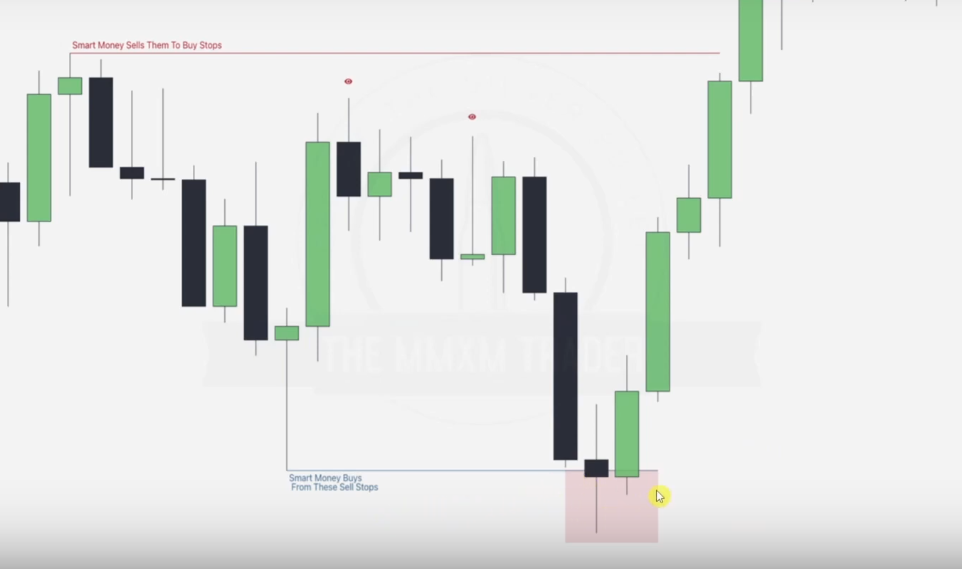 Smart Money Sells Them To Buy Stops
THE MMXM TRADER
Smart Money Buys
From These Sell Stops